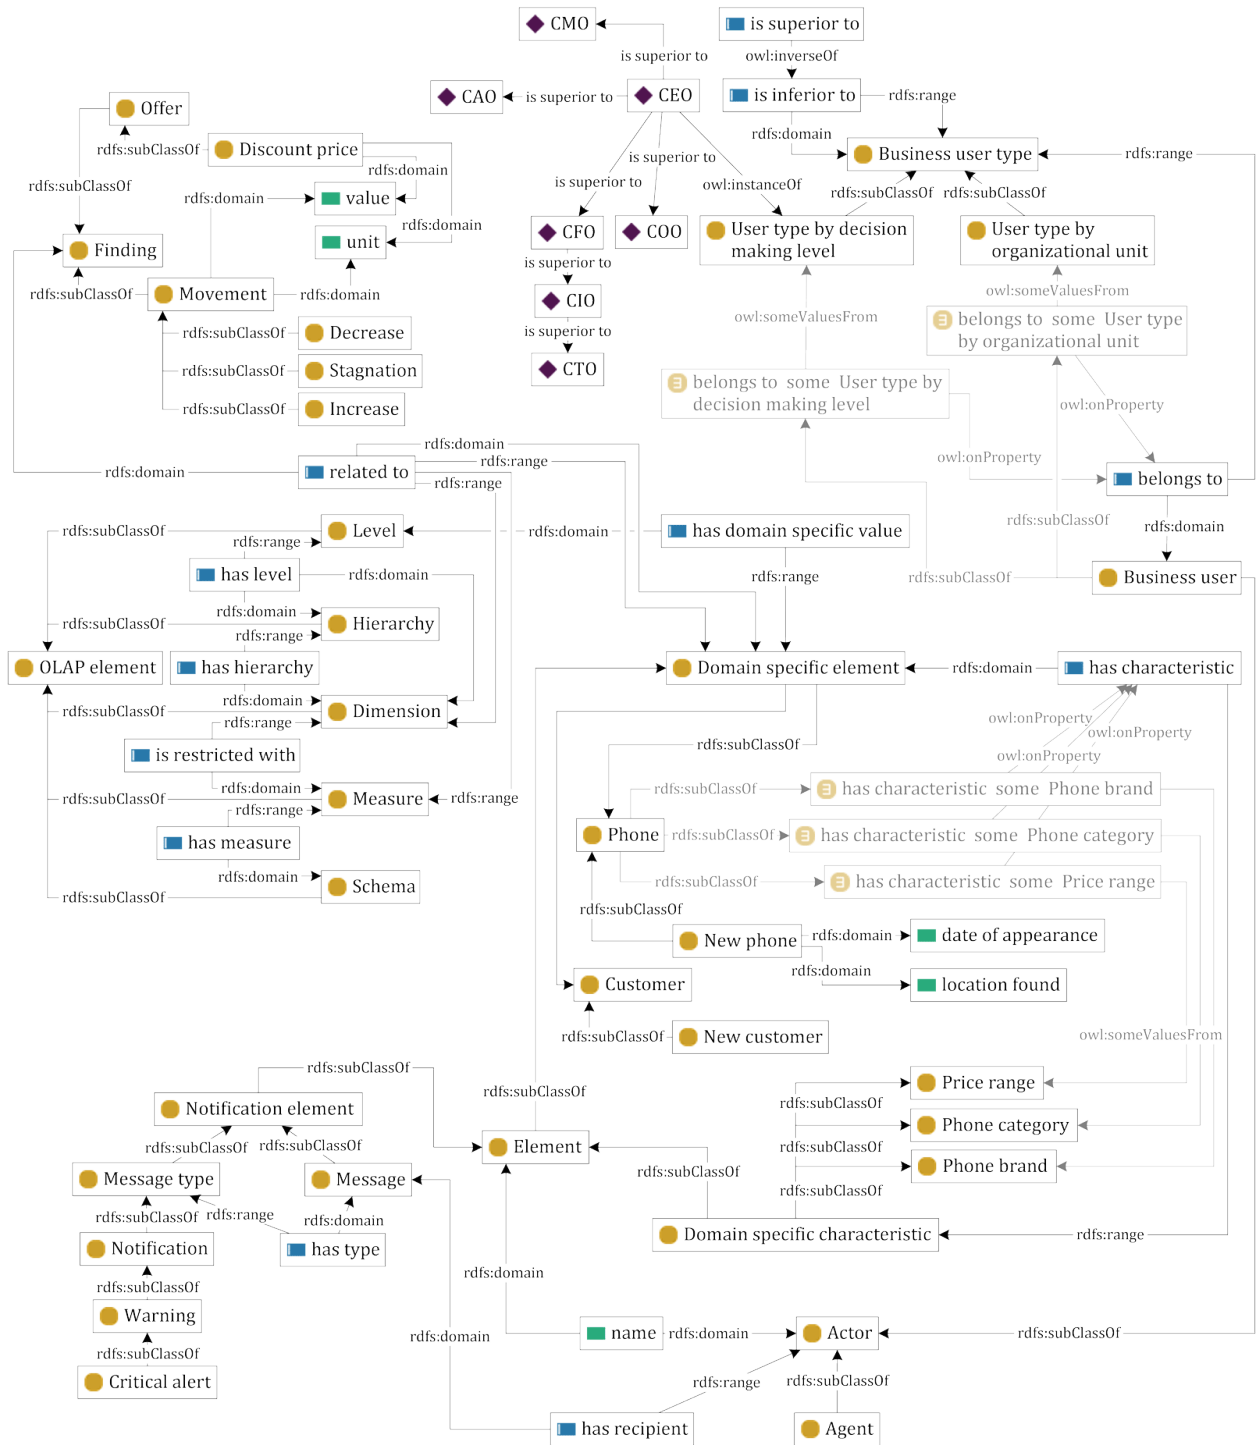 CMO
is superior to
is superior to
owl:inverseOf
CAO
is superior to
CEO
is inferior to
rdfs:range
Offer
rdfs:domain
rdfs:subClassOf
Discount price
is superior to
Business user type
rdfs:range
rdfs:domain
rdfs:subClassOf
is superior to
owl:instanceOf
rdfs:subClassOf
rdfs:subClassOf
rdfs:domain
value
rdfs:domain
unit
CFO
COO
User type by decision
making level
User type by
organizational unit
Finding
is superior to
rdfs:subClassOf
Movement
rdfs:domain
CIO
owl:someValuesFrom
owl:someValuesFrom
belongs to  some  User type
by organizational unit
rdfs:subClassOf
Decrease
is superior to
rdfs:subClassOf
Stagnation
CTO
belongs to  some  User type by
decision making level
rdfs:subClassOf
Increase
owl:onProperty
rdfs:domain
owl:onProperty
rdfs:range
rdfs:domain
related to
rdfs:range
belongs to
rdfs:subClassOf
rdfs:subClassOf
Level
rdfs:domain
has domain specific value
rdfs:domain
rdfs:range
has level
rdfs:domain
rdfs:range
rdfs:subClassOf
Business user
rdfs:domain
rdfs:subClassOf
Hierarchy
rdfs:range
OLAP element
has hierarchy
Domain specific element
rdfs:domain
has characteristic
rdfs:domain
rdfs:subClassOf
Dimension
rdfs:range
owl:onProperty
owl:onProperty
rdfs:subClassOf
is restricted with
owl:onProperty
rdfs:domain
rdfs:subClassOf
has characteristic  some  Phone brand
rdfs:subClassOf
Measure
rdfs:range
rdfs:range
Phone
rdfs:subClassOf
has characteristic  some  Phone category
has measure
rdfs:domain
rdfs:subClassOf
has characteristic  some  Price range
Schema
rdfs:subClassOf
rdfs:subClassOf
New phone
rdfs:domain
date of appearance
rdfs:domain
Customer
location found
rdfs:subClassOf
New customer
owl:someValuesFrom
rdfs:subClassOf
rdfs:subClassOf
Price range
rdfs:subClassOf
Notification element
Phone category
rdfs:subClassOf
rdfs:subClassOf
Element
rdfs:subClassOf
Phone brand
rdfs:subClassOf
rdfs:subClassOf
Message type
Message
rdfs:subClassOf
rdfs:range
rdfs:domain
Domain specific characteristic
rdfs:range
Notification
has type
rdfs:domain
rdfs:subClassOf
Warning
name
rdfs:domain
Actor
rdfs:subClassOf
rdfs:domain
rdfs:subClassOf
Critical alert
rdfs:range
rdfs:subClassOf
has recipient
Agent